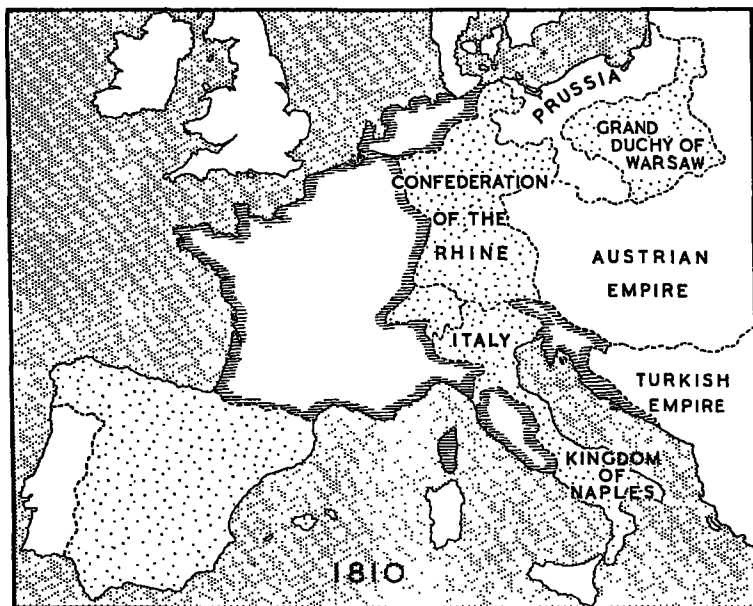 PRUSSIA
GRAND
DUCHY OF
WARSAW
CONFEDERATION
OF THE
RHINE
AUSTRIAN
EMPIRE
ITALY
TURKISH
EMPIRE
KINGDOM
OF
NAPLES
1810